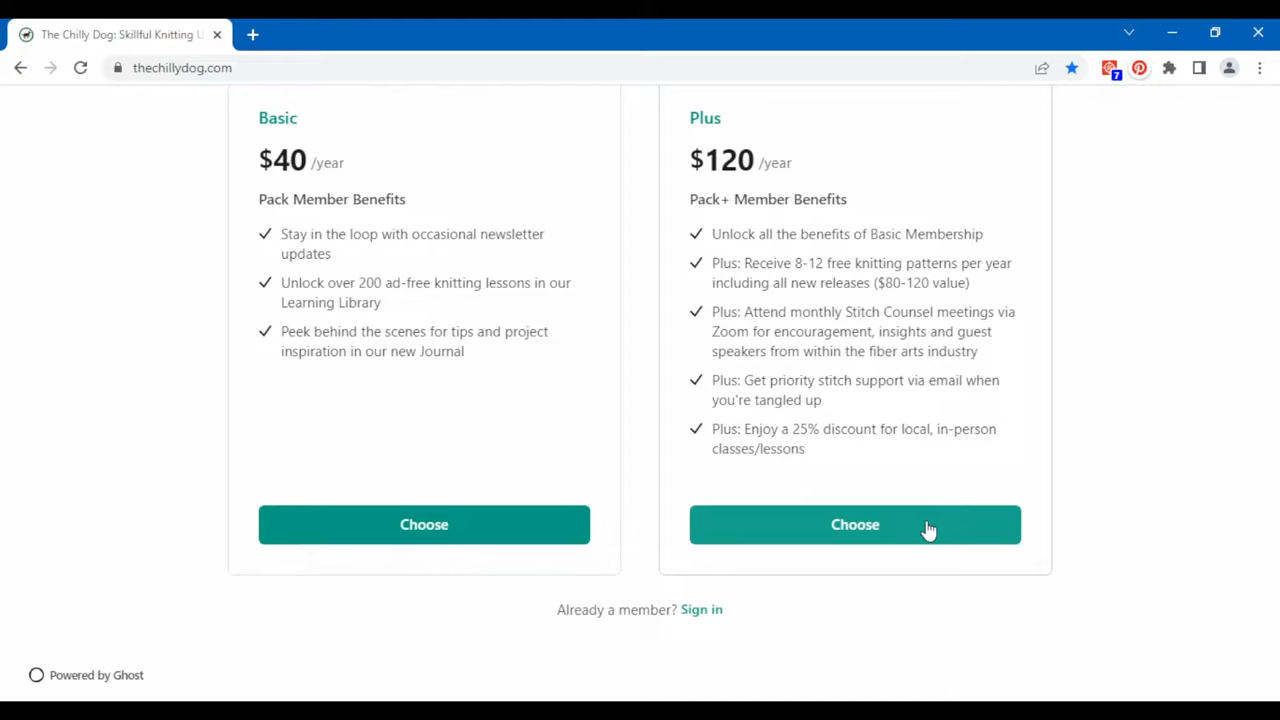 The Chilly Dog: Skillful Knitting U
thechillydog.com
7
Basic
$40 /year
Pack Member Benefits
Stay in the loop with occasional newsletter
updates
Unlock over 200 ad-free knitting lessons in our
Learning Library
Peek behind the scenes for tips and project
inspiration in our new Journal
Choose
Plus
$120 /year
Pack+ Member Benefits
Unlock all the benefits of Basic Membership
Plus: Receive 8-12 free knitting patterns per year
including all new releases ($80-120 value)
Plus: Attend monthly Stitch Counsel meetings via
Zoom for encouragement, insights and guest
speakers from within the fiber arts industry
Plus: Get priority stitch support via email when
you're tangled up
Plus: Enjoy a 25% discount for local, in-person
classes/lessons
Choose
Already a member? Sign in
Powered by Ghost